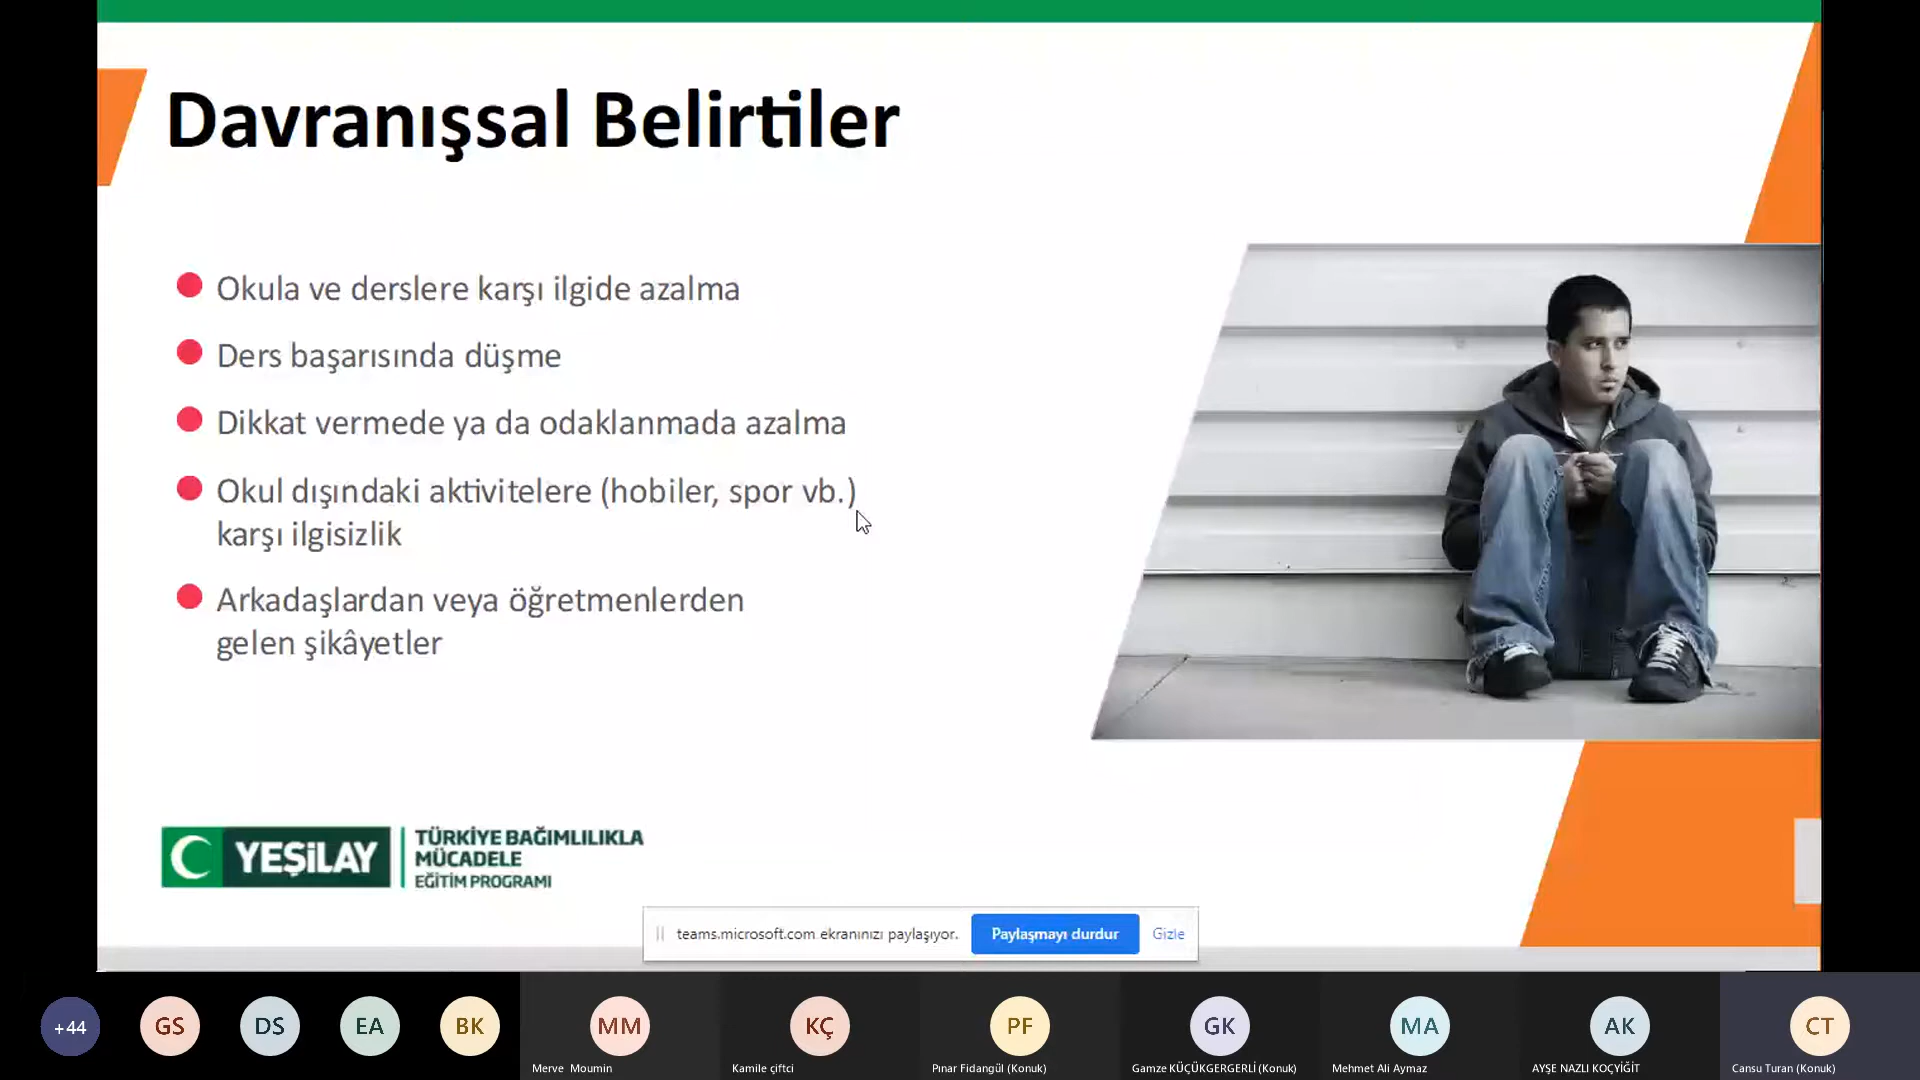 Davranışsal Belirtiler
Okula ve derslere karşı ilgide azalma
Ders başarısında düşme
Dikkat vermede ya da odaklanmada azalma
Okul dışındaki aktivitelere (hobiler, spor vb.)
karşı ilgisizlik
Arkadaşlardan veya öğretmenlerden
gelen şikâyetler
YEŞİLAY
TÜRKİYE BAĞIMLILIKLA
MÜCADELE
EĞİTİM PROGRAMI
teams.microsoft.com ekranınızı paylaşıyor.
Paylaşmayı durdur
Gizle
+44
GS
DS
EA
BK
MM
KÇ
PF
GK
MA
AK
CT
Merve Moumin
Kamile çiftci
Pınar Fidangül (Konuk)
Gamze KÜÇÜKGERGERLİ (Konuk)
Mehmet Ali Aymaz
AYŞE NAZLI KOÇYİĞİT
Cansu Turan (Konuk)